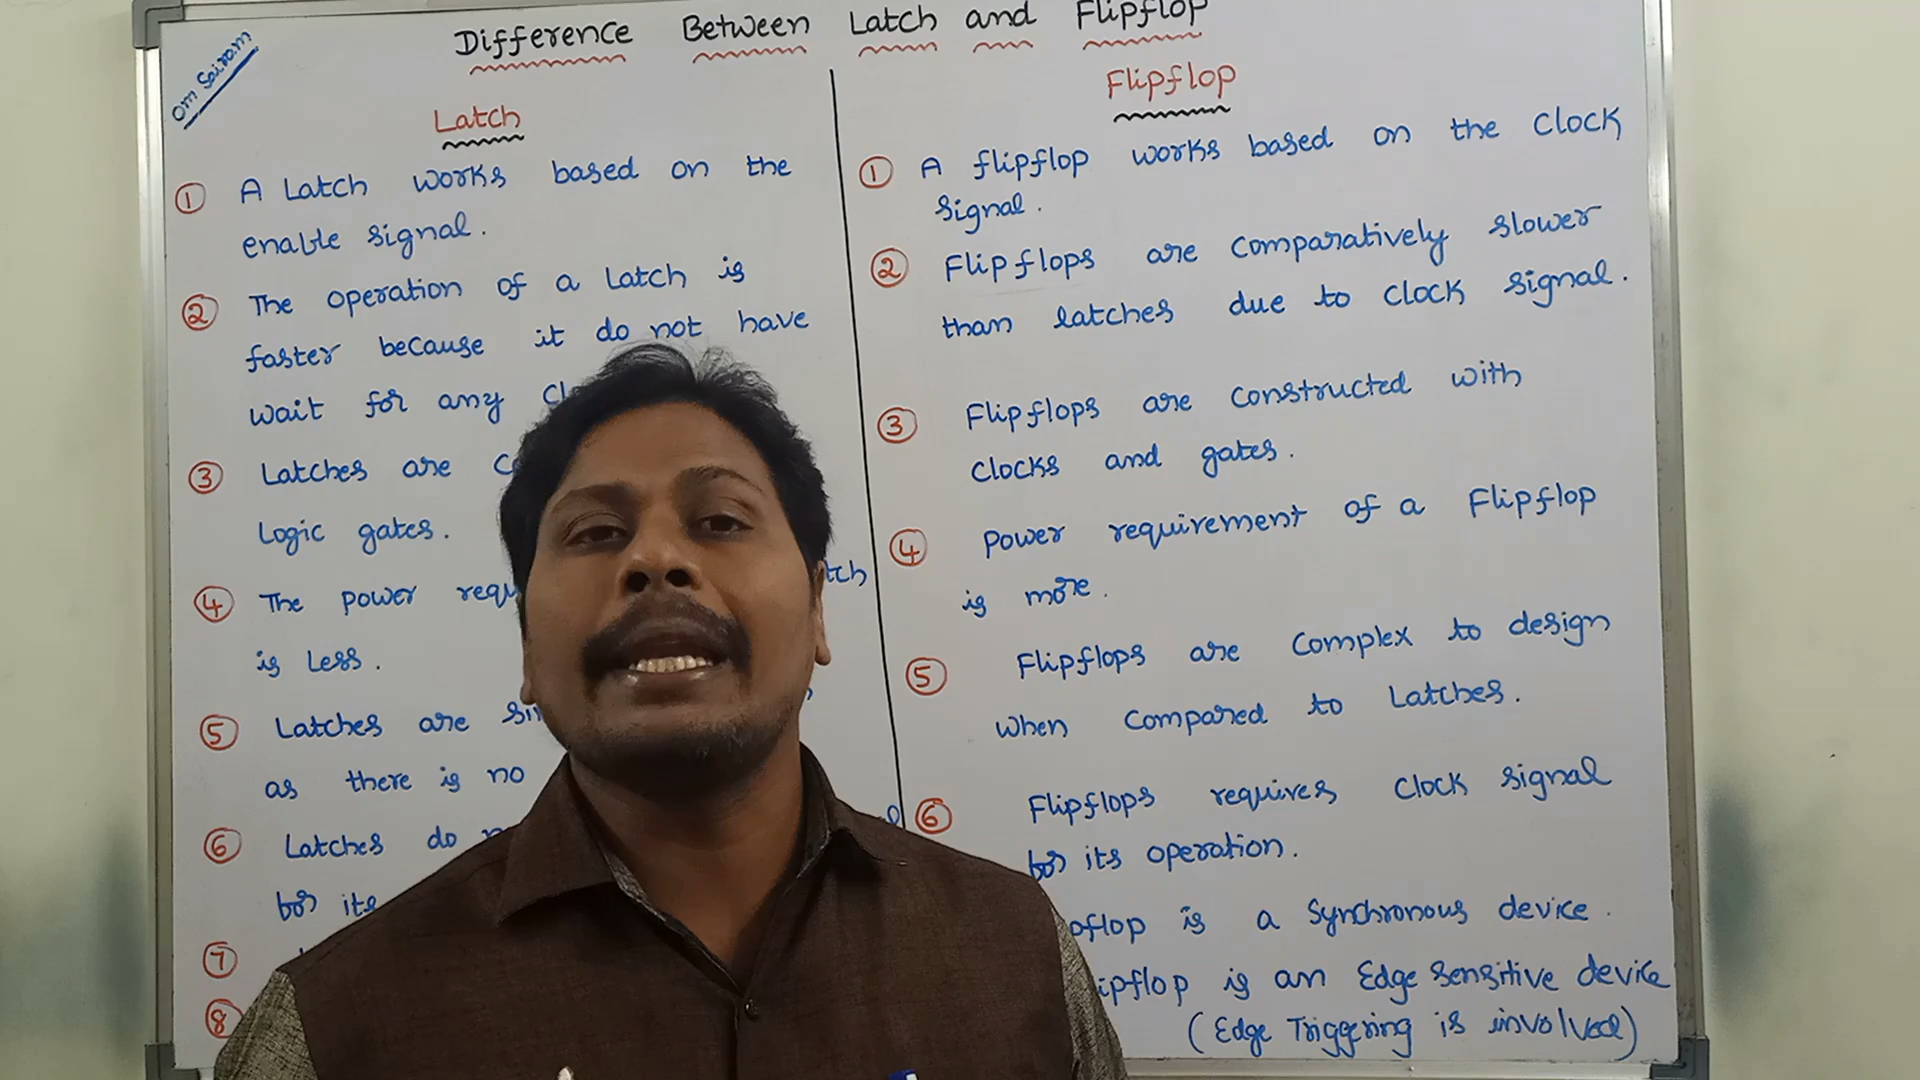 Om Sairam
Difference Between Latch and Flipflop
Latch
① A Latch works based on the
enable signal.
② The operation of a Latch is
faster because it do not have
wait for any
③ Latches are
Logic gates.
④ The power
is Less.
⑤ Latches are
as there is no
⑥ Latches do
for its
⑦
⑧
Flipflop
① A flipflop works based on the clock
signal.
② Flipflops are comparatively slower
than latches due to clock signal.
③ Flipflops are constructed with
clocks and gates.
④ power requirement of a Flipflop
is more.
⑤ Flipflops are complex to design
when compared to Latches.
⑥ Flipflops requires clock signal
for its operation.
is a synchronous device.
is an Edge sensitive device
(Edge Triggering is involved)